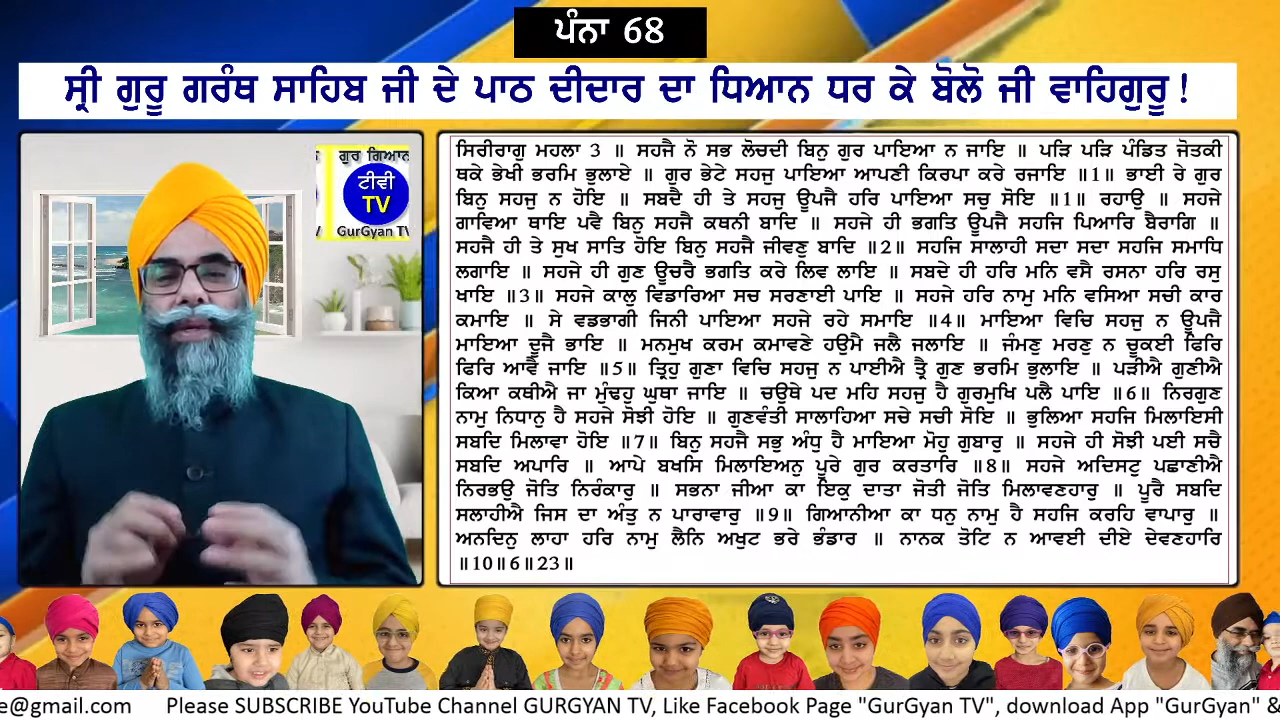 ਪੰਨਾ 68
ਸ੍ਰੀ ਗੁਰੂ ਗਰੰਥ ਸਾਹਿਬ ਜੀ ਦੇ ਪਾਠ ਦੀਦਾਰ ਦਾ ਧਿਆਨ ਧਰ ਕੇ ਬੋਲੋ ਜੀ ਵਾਹਿਗੁਰੂ!
ਗੁਰ ਗਿਆਨ
ਟੀਵੀ
TV
GurGyan TV
ਸਿਰੀਰਾਗੁ ਮਹਲਾ 3 ॥ ਸਹਜੈ ਨੋ ਸਭ ਲੋਚਦੀ ਬਿਨੁ ਗੁਰ ਪਾਇਆ ਨ ਜਾਇ ॥ ਪੜਿ ਪੜਿ ਪੰਡਿਤ ਜੋਤਕੀ
ਥਕੇ ਭੇਖੀ ਭਰਮਿ ਭੁਲਾਏ ॥ ਗੁਰ ਭੇਟੇ ਸਹਜੁ ਪਾਇਆ ਆਪਣੀ ਕਿਰਪਾ ਕਰੇ ਰਜਾਇ ॥1॥ ਭਾਈ ਰੇ ਗੁਰ
ਬਿਨੁ ਸਹਜੁ ਨ ਹੋਇ ॥ ਸਬਦੈ ਹੀ ਤੇ ਸਹਜੁ ਊਪਜੈ ਹਰਿ ਪਾਇਆ ਸਚੁ ਸੋਇ ॥1॥ ਰਹਾਉ ॥ ਸਹਜੇ
ਗਾਵਿਆ ਥਾਇ ਪਵੈ ਬਿਨੁ ਸਹਜੈ ਕਥਨੀ ਬਾਦਿ ॥ ਸਹਜੇ ਹੀ ਭਗਤਿ ਊਪਜੈ ਸਹਜਿ ਪਿਆਰਿ ਬੈਰਾਗਿ ॥
ਸਹਜੈ ਹੀ ਤੇ ਸੁਖ ਸਾਤਿ ਹੋਇ ਬਿਨੁ ਸਹਜੈ ਜੀਵਣੁ ਬਾਦਿ ॥2॥ ਸਹਜਿ ਸਾਲਾਹੀ ਸਦਾ ਸਦਾ ਸਹਜਿ ਸਮਾਧਿ
ਲਗਾਇ ॥ ਸਹਜੇ ਹੀ ਗੁਣ ਊਚਰੈ ਭਗਤਿ ਕਰੇ ਲਿਵ ਲਾਇ ॥ ਸਬਦੇ ਹੀ ਹਰਿ ਮਨਿ ਵਸੈ ਰਸਨਾ ਹਰਿ ਰਸੁ
ਖਾਇ ॥3॥ ਸਹਜੇ ਕਾਲੁ ਵਿਡਾਰਿਆ ਸਚ ਸਰਣਾਈ ਪਾਇ ॥ ਸਹਜੇ ਹਰਿ ਨਾਮੁ ਮਨਿ ਵਸਿਆ ਸਚੀ ਕਾਰ
ਕਮਾਇ ॥ ਸੇ ਵਡਭਾਗੀ ਜਿਨੀ ਪਾਇਆ ਸਹਜੇ ਰਹੇ ਸਮਾਇ ॥4॥ ਮਾਇਆ ਵਿਚਿ ਸਹਜੁ ਨ ਊਪਜੈ
ਮਾਇਆ ਦੂਜੈ ਭਾਇ ॥ ਮਨਮੁਖ ਕਰਮ ਕਮਾਵਣੇ ਹਉਮੈ ਜਲੈ ਜਲਾਇ ॥ ਜੰਮਣੁ ਮਰਣੁ ਨ ਚੂਕਈ ਫਿਰਿ
ਫਿਰਿ ਆਵੈ ਜਾਇ ॥5॥ ਤ੍ਰਿਹੁ ਗੁਣਾ ਵਿਚਿ ਸਹਜੁ ਨ ਪਾਈਐ ਤ੍ਰੈ ਗੁਣ ਭਰਮਿ ਭੁਲਾਇ ॥ ਪੜੀਐ ਗੁਣੀਐ
ਕਿਆ ਕਥੀਐ ਜਾ ਮੁੰਢਹੁ ਘੁਥਾ ਜਾਇ ॥ ਚਉਥੇ ਪਦ ਮਹਿ ਸਹਜੁ ਹੈ ਗੁਰਮੁਖਿ ਪਲੈ ਪਾਇ ॥6॥ ਨਿਰਗੁਣ
ਨਾਮੁ ਨਿਧਾਨੁ ਹੈ ਸਹਜੇ ਸੋਝੀ ਹੋਇ ॥ ਗੁਣਵੰਤੀ ਸਾਲਾਹਿਆ ਸਚੇ ਸਚੀ ਸੋਇ ॥ ਭੁਲਿਆ ਸਹਜਿ ਮਿਲਾਇਸੀ
ਸਬਦਿ ਮਿਲਾਵਾ ਹੋਇ ॥7॥ ਬਿਨੁ ਸਹਜੈ ਸਭੁ ਅੰਧੁ ਹੈ ਮਾਇਆ ਮੋਹੁ ਗੁਬਾਰੁ ॥ ਸਹਜੇ ਹੀ ਸੋਝੀ ਪਈ ਸਚੈ
ਸਬਦਿ ਅਪਾਰਿ ॥ ਆਪੇ ਬਖਸਿ ਮਿਲਾਇਅਨੁ ਪੂਰੇ ਗੁਰ ਕਰਤਾਰਿ ॥8॥ ਸਹਜੇ ਅਦਿਸਟੁ ਪਛਾਣੀਐ
ਨਿਰਭਉ ਜੋਤਿ ਨਿਰੰਕਾਰੁ ॥ ਸਭਨਾ ਜੀਆ ਕਾ ਇਕੁ ਦਾਤਾ ਜੋਤੀ ਜੋਤਿ ਮਿਲਾਵਣਹਾਰੁ ॥ ਪੂਰੈ ਸਬਦਿ
ਸਲਾਹੀਐ ਜਿਸ ਦਾ ਅੰਤੁ ਨ ਪਾਰਾਵਾਰੁ ॥9॥ ਗਿਆਨੀਆ ਕਾ ਧਨੁ ਨਾਮੁ ਹੈ ਸਹਜਿ ਕਰਹਿ ਵਾਪਾਰੁ ॥
ਅਨਦਿਨੁ ਲਾਹਾ ਹਰਿ ਨਾਮੁ ਲੈਨਿ ਅਖੁਟ ਭਰੇ ਭੰਡਾਰ ॥ ਨਾਨਕ ਤੋਟਿ ਨ ਆਵਈ ਦੀਏ ਦੇਵਣਹਾਰਿ
॥10॥6॥23॥
e@gmail.com Please SUBSCRIBE YouTube Channel GURGYAN TV, Like Facebook Page "GurGyan TV", download App "GurGyan" &